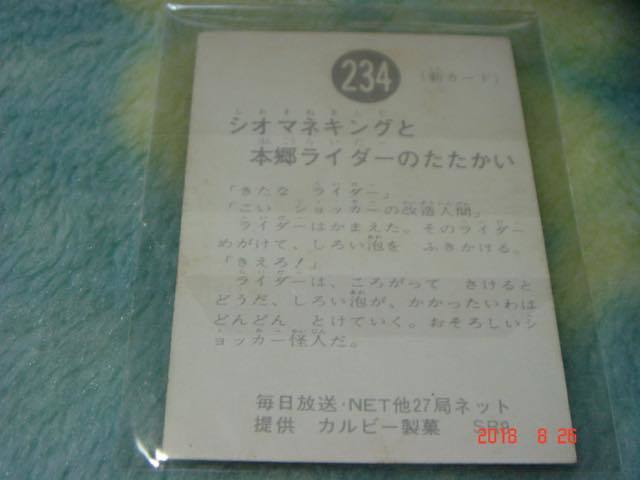 234
(新カード)
シオマネキングと
本郷ライダーのたたかい
「きたな ライダー」
「こい ショッカーの改造人間」
ライダーはかまえた。そのライダー
めがけて、しろい泡を ふきかける。
「きえろ！」
ライダーは、ころがって さけると
どうだ、しろい泡が、かかったいわは
どんどん とけていく。おそろしいシ
ョッカー怪人だ。
毎日放送・NET他27局ネット
提供 カルビー製菓 SR9
2018 8 26